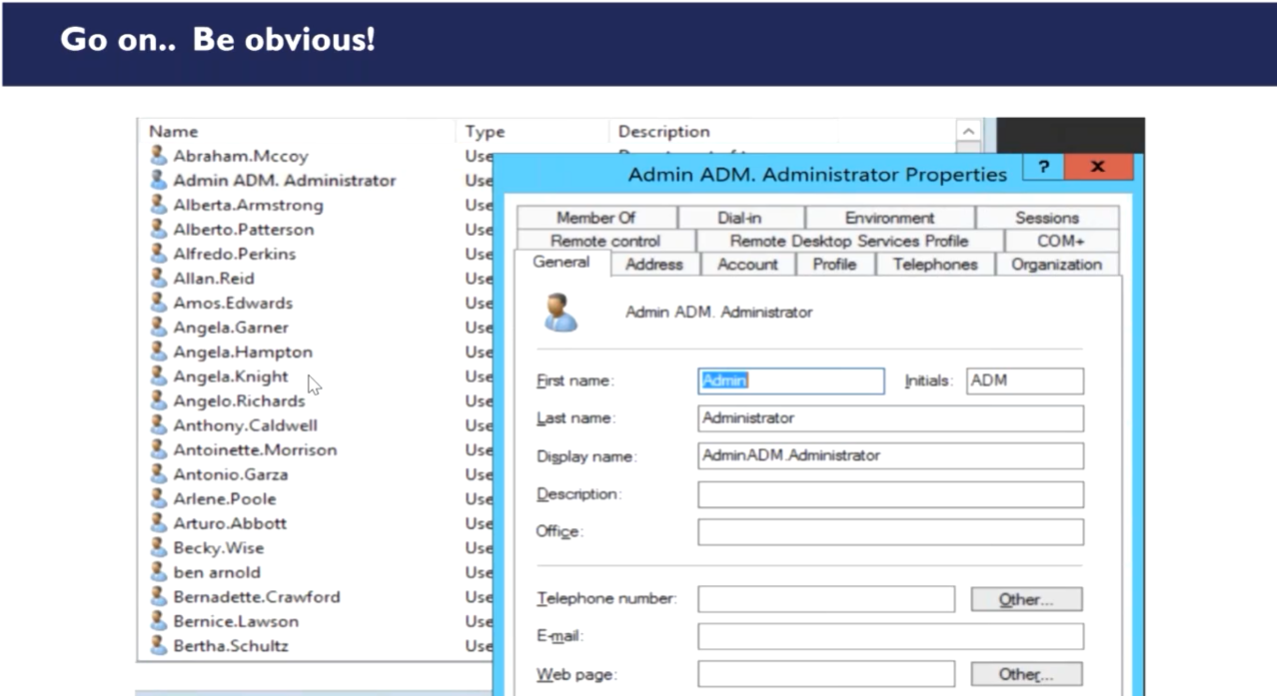 Go on.. Be obvious!
Name Type Description
Abraham.Mccoy Use
Admin ADM. Administrator Use
Alberta.Armstrong Use
Alberto.Patterson Use
Alfredo.Perkins Use
Allan.Reid Use
Amos.Edwards Use
Angela.Garner Use
Angela.Hampton Use
Angela.Knight Use
Angelo.Richards Use
Anthony.Caldwell Use
Antoinette.Morrison Use
Antonio.Garza Use
Arlene.Poole Use
Arturo.Abbott Use
Becky.Wise Use
ben arnold Use
Bernadette.Crawford Use
Bernice.Lawson Use
Bertha.Schultz Use
Admin ADM. Administrator Properties ? x
Member Of Dial-in Environment Sessions
Remote control Remote Desktop Services Profile COM+
General Address Account Profile Telephones Organization
Admin ADM. Administrator
First name: Admin Initials: ADM
Last name: Administrator
Display name: AdminADM.Administrator
Description:
Office:
Telephone number: Other...
E-mail:
Web page: Other...